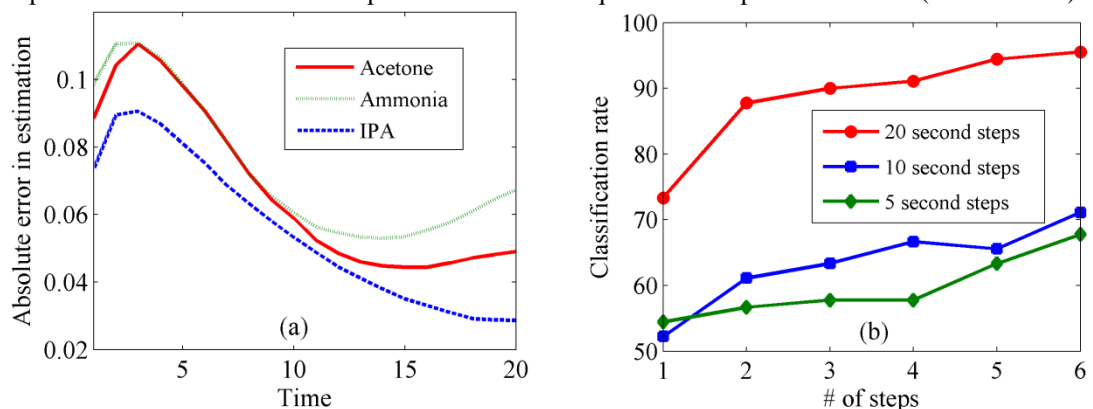 0.1
0.08
0.06
0.04
0.02
Absolute error in estimation
Acetone
Ammonia
IPA
(a)
5
10
15
20
Time
100
90
80
70
60
50
Classification rate
20 second steps
10 second steps
5 second steps
(b)
1
2
3
4
5
6
# of steps